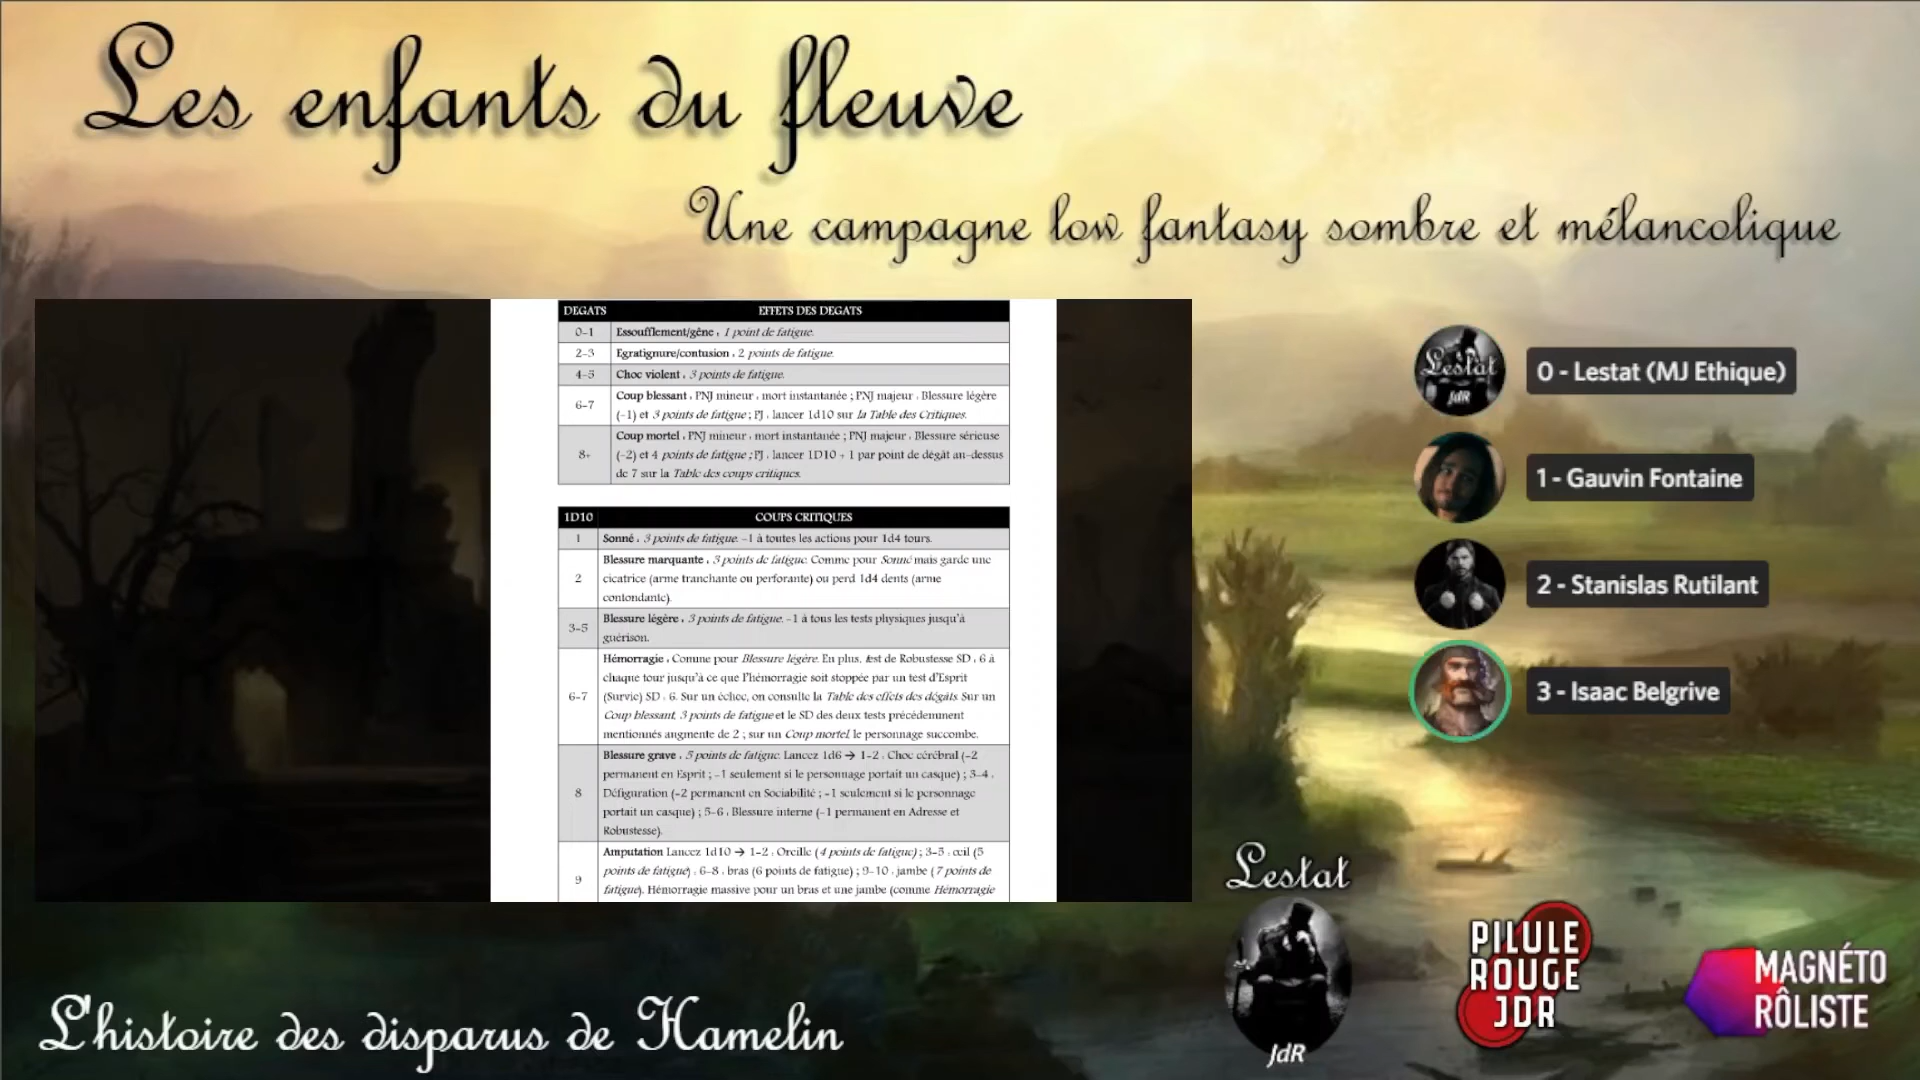 Les enfants du fleuve
Une campagne low fantasy sombre et mélancolique
DEGATS EFFETS DES DEGATS
0-1 Essoufflement/gêne : 1 point de fatigue.
2-3 Egratignure/contusion : 2 points de fatigue.
4-5 Choc violent : 3 points de fatigue.
6-7 Coup blessant : PNJ mineur : mort instantanée ; PNJ majeur : Blessure légère
(-1) et 3 points de fatigue ; PJ : lancer 1d10 sur la Table des Critiques.
8+ Coup mortel : PNJ mineur : mort instantanée ; PNJ majeur : Blessure sérieuse
(-2) et 4 points de fatigue ; PJ : lancer 1D10 + 1 par point de dégât au-dessus
de 7 sur la Table des coups critiques.
1D10 COUPS CRITIQUES
1 Sonné : 3 points de fatigue. -1 à toutes les actions pour 1d4 tours.
2 Blessure marquante : 3 points de fatigue. Comme pour Sonné mais garde une
cicatrice (arme tranchante ou perforante) ou perd 1d4 dents (arme
contondante).
3-5 Blessure légère : 3 points de fatigue. -1 à tous les tests physiques jusqu'à
guérison.
6-7 Hémorragie : Comme pour Blessure légère. En plus, test de Robustesse SD : 6 à
chaque tour jusqu'à ce que l'hémorragie soit stoppée par un test d'Esprit
(Survie) SD : 6. Sur un échec, on consulte la Table des effets des dégâts. Sur un
Coup blessant, 3 points de fatigue et le SD des deux tests précédemment
mentionnés augmente de 2 ; sur un Coup mortel, le personnage succombe.
8 Blessure grave : 5 points de fatigue. Lancez 1d6 → 1-2 : Choc cérébral (-2
permanent en Esprit ; -1 seulement si le personnage portait un casque) ; 3-4 :
Défiguration (-2 permanent en Sociabilité ; -1 seulement si le personnage
portait un casque) ; 5-6 : Blessure interne (-1 permanent en Adresse et
Robustesse).
9 Amputation Lancez 1d10 → 1-2 : Oreille (4 points de fatigue) ; 3-5 : œil (5
points de fatigue) ; 6-8 : bras (6 points de fatigue) ; 9-10 : jambe (7 points de
fatigue). Hémorragie massive pour un bras et une jambe (comme Hémorragie
Lestat
JdR
0 - Lestat (MJ Ethique)
1 - Gauvin Fontaine
2 - Stanislas Rutilant
3 - Isaac Belgrive
Lestat
JdR
PILULE
ROUGE
JDR
MAGNÉTO
RÔLISTE
L'histoire des disparus de Hamelin